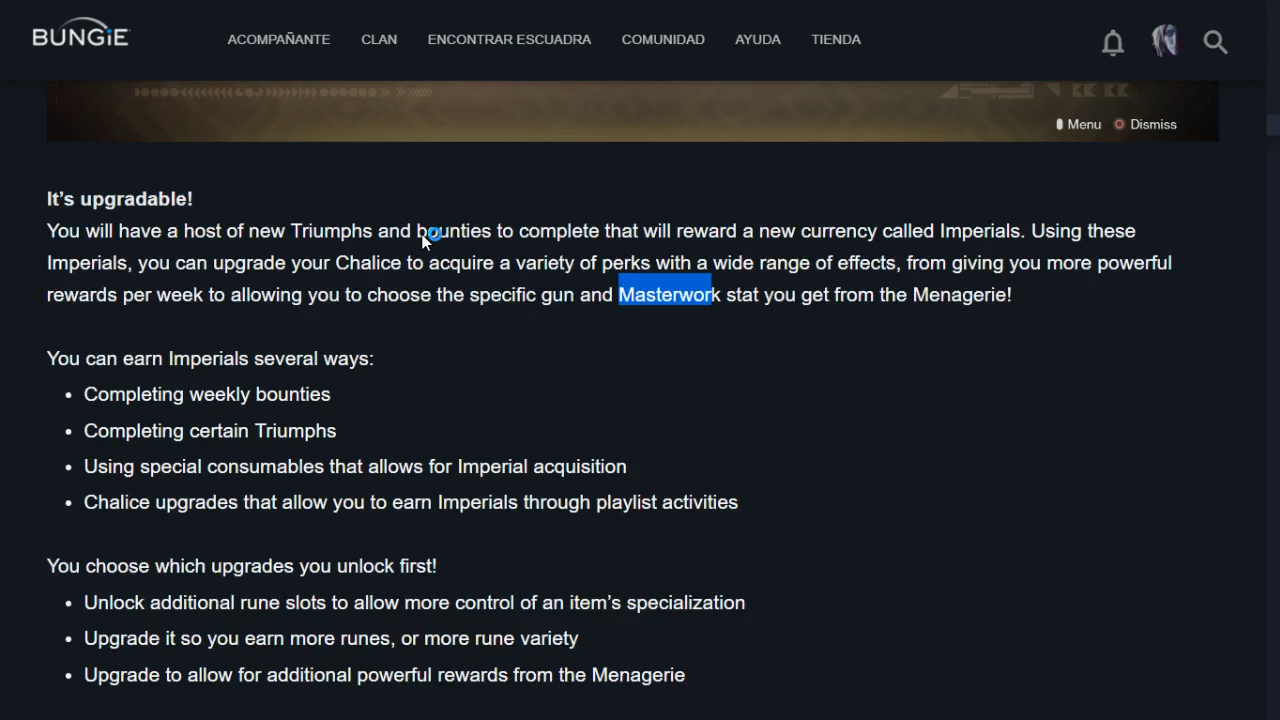 BUNGiE
ACOMPAÑANTE CLAN ENCONTRAR ESCUADRA COMUNIDAD AYUDA TIENDA
Menu Dismiss
It’s upgradable!
You will have a host of new Triumphs and bounties to complete that will reward a new currency called Imperials. Using these
Imperials, you can upgrade your Chalice to acquire a variety of perks with a wide range of effects, from giving you more powerful
rewards per week to allowing you to choose the specific gun and Masterwork stat you get from the Menagerie!
You can earn Imperials several ways:
• Completing weekly bounties
• Completing certain Triumphs
• Using special consumables that allows for Imperial acquisition
• Chalice upgrades that allow you to earn Imperials through playlist activities
You choose which upgrades you unlock first!
• Unlock additional rune slots to allow more control of an item’s specialization
• Upgrade it so you earn more runes, or more rune variety
• Upgrade to allow for additional powerful rewards from the Menagerie